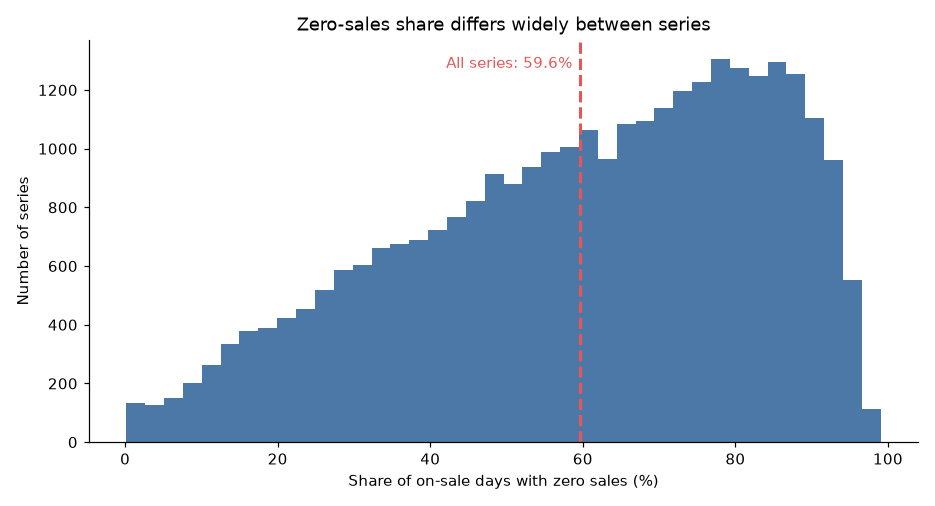 Zero-sales share differs widely between series
All series: 59.6%
Number of series
1200
1000
800
600
400
200
0
0 20 40 60 80 100
Share of on-sale days with zero sales (%)